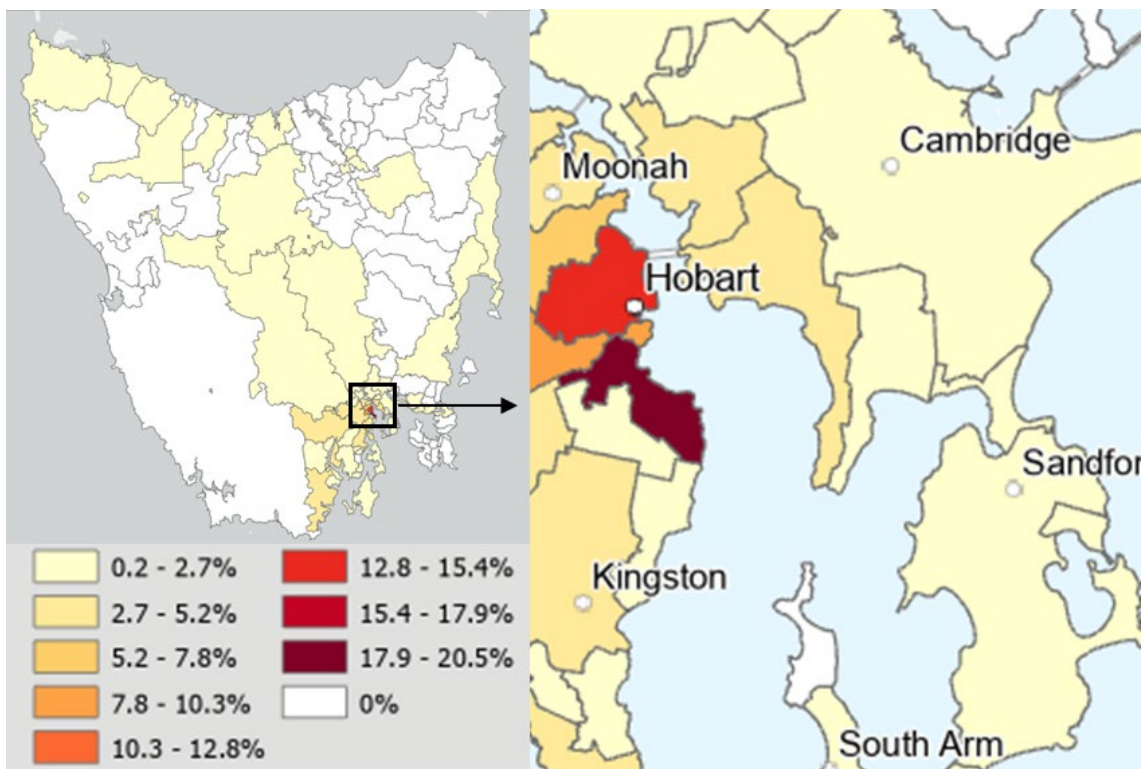 0.2 - 2.7%
2.7 - 5.2%
5.2 - 7.8%
7.8 - 10.3%
10.3 - 12.8%
12.8 - 15.4%
15.4 - 17.9%
17.9 - 20.5%
0%
Cambridge
Moonah
Hobart
Sandfor
Kingston
South Arm